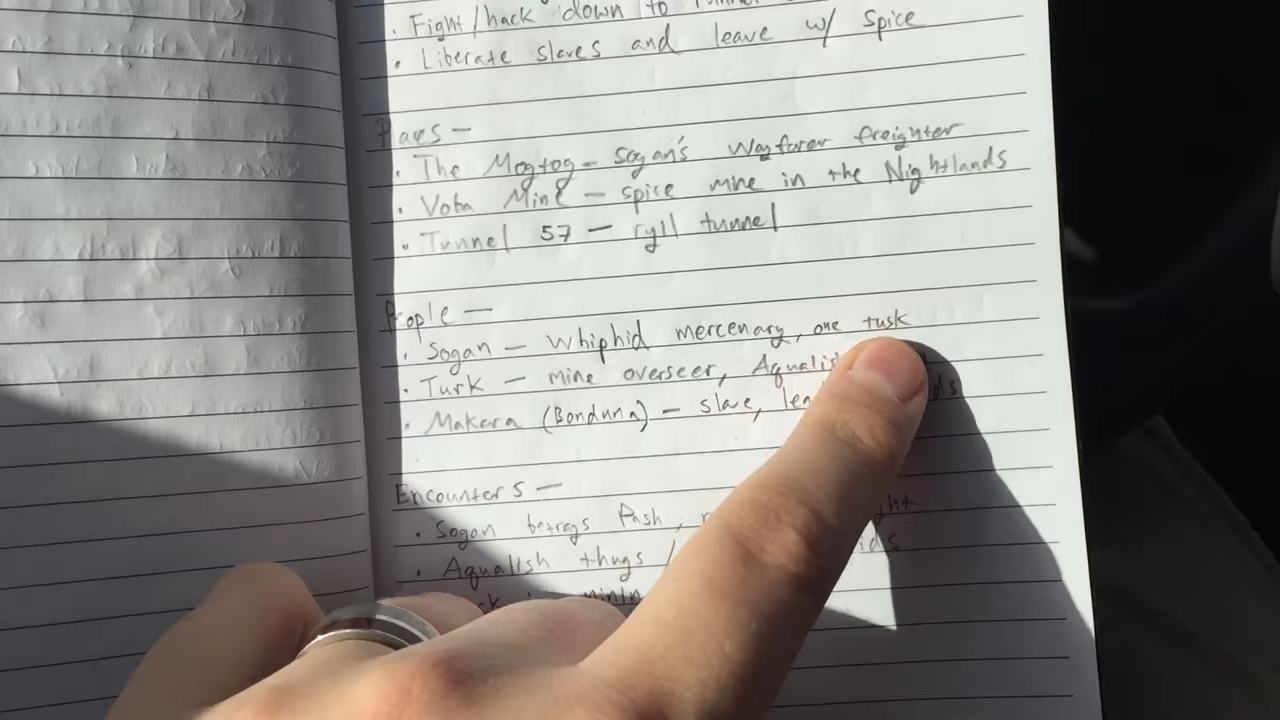 . Fight/hack down to
. Liberate slaves and leave w/ spice
Places —
. The Mogtog - Sogan's Wayfarer freighter
. Vota Mine — spice mine in the Nightlands
. Tunnel 57 — ryll tunnel
People —
. Sogan — Whiphid mercenary, one tusk
. Turk — mine overseer,
. Makara (Bonduna) — slave,
Encounters —
. Sogan betrays Pash,
. Aqualish thugs /